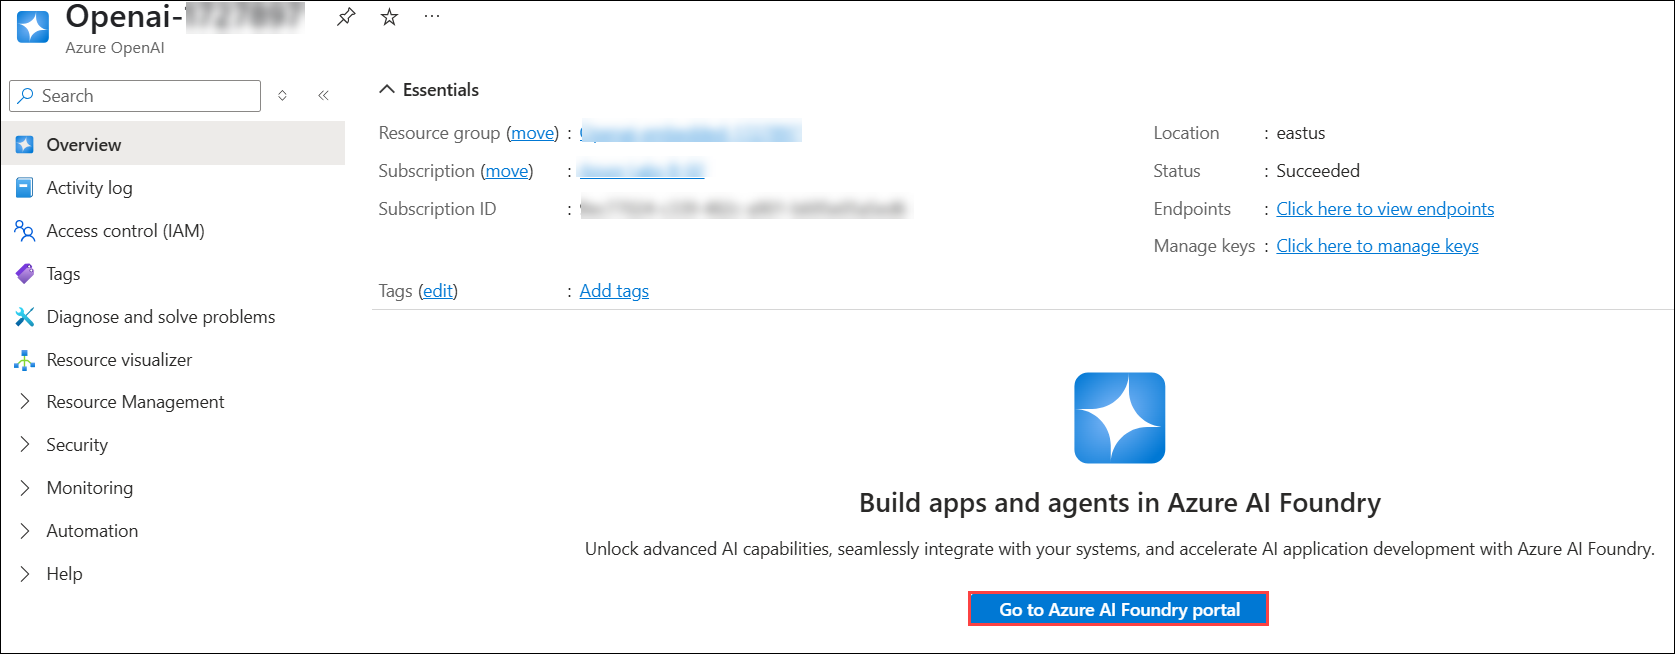 Openai-
Azure OpenAI
Search
Overview
Activity log
Access control (IAM)
Tags
Diagnose and solve problems
Resource visualizer
Resource Management
Security
Monitoring
Automation
Help
Essentials
Resource group (move) :
Subscription (move) :
Subscription ID :
Location : eastus
Status : Succeeded
Endpoints : Click here to view endpoints
Manage keys : Click here to manage keys
Tags (edit) : Add tags
Build apps and agents in Azure AI Foundry
Unlock advanced AI capabilities, seamlessly integrate with your systems, and accelerate AI application development with Azure AI Foundry.
Go to Azure AI Foundry portal